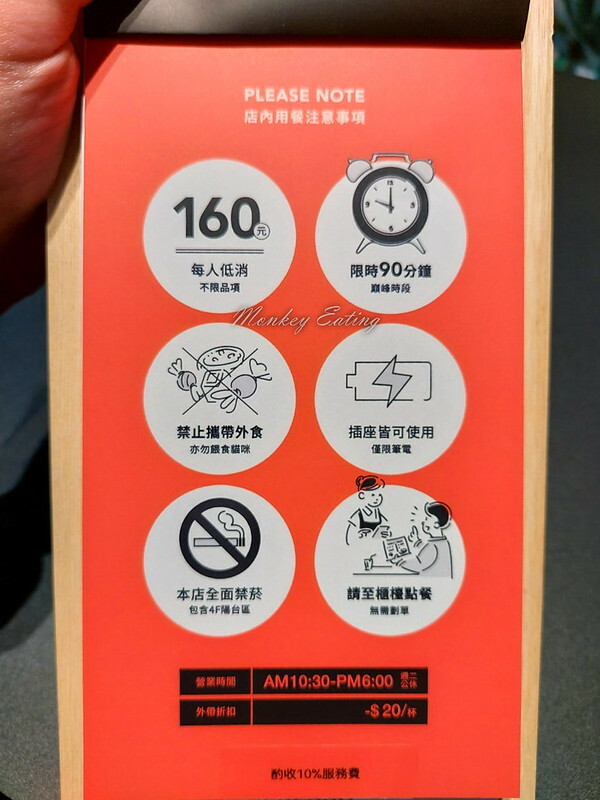 PLEASE NOTE
店內用餐注意事項
160元
每人低消
不限品項
限時90分鐘
巔峰時段
Monkey Eating
禁止攜帶外食
亦勿餵食貓咪
插座皆可使用
僅限筆電
本店全面禁菸
包含4F陽台區
請至櫃檯點餐
無需劃單
營業時間 AM10:30-PM6:00 週二公休
外帶折扣 -$20/杯
酌收10%服務費